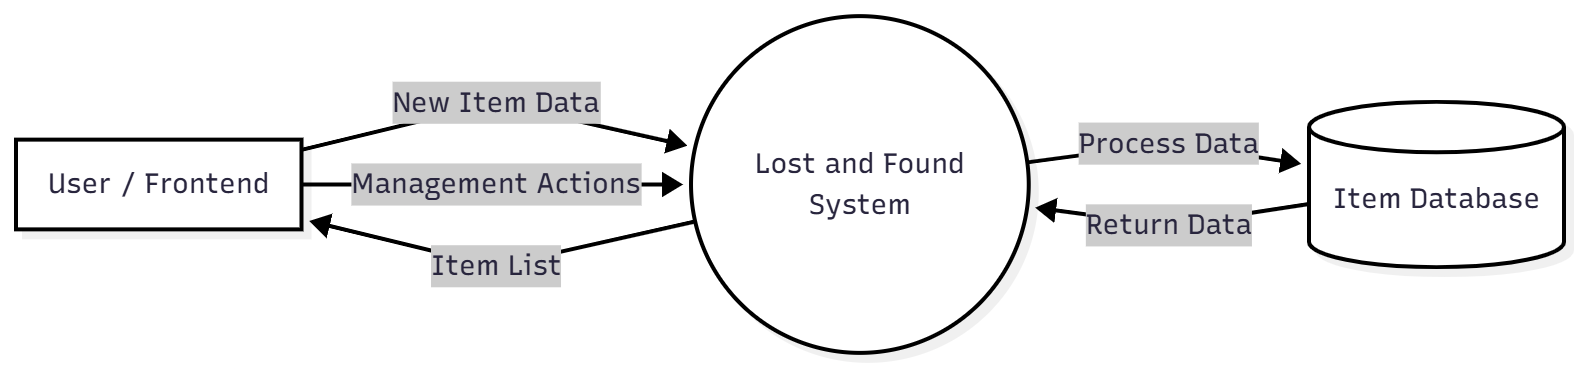 New Item Data
User / Frontend
Management Actions
Item List
Lost and Found
System
Process Data
Return Data
Item Database